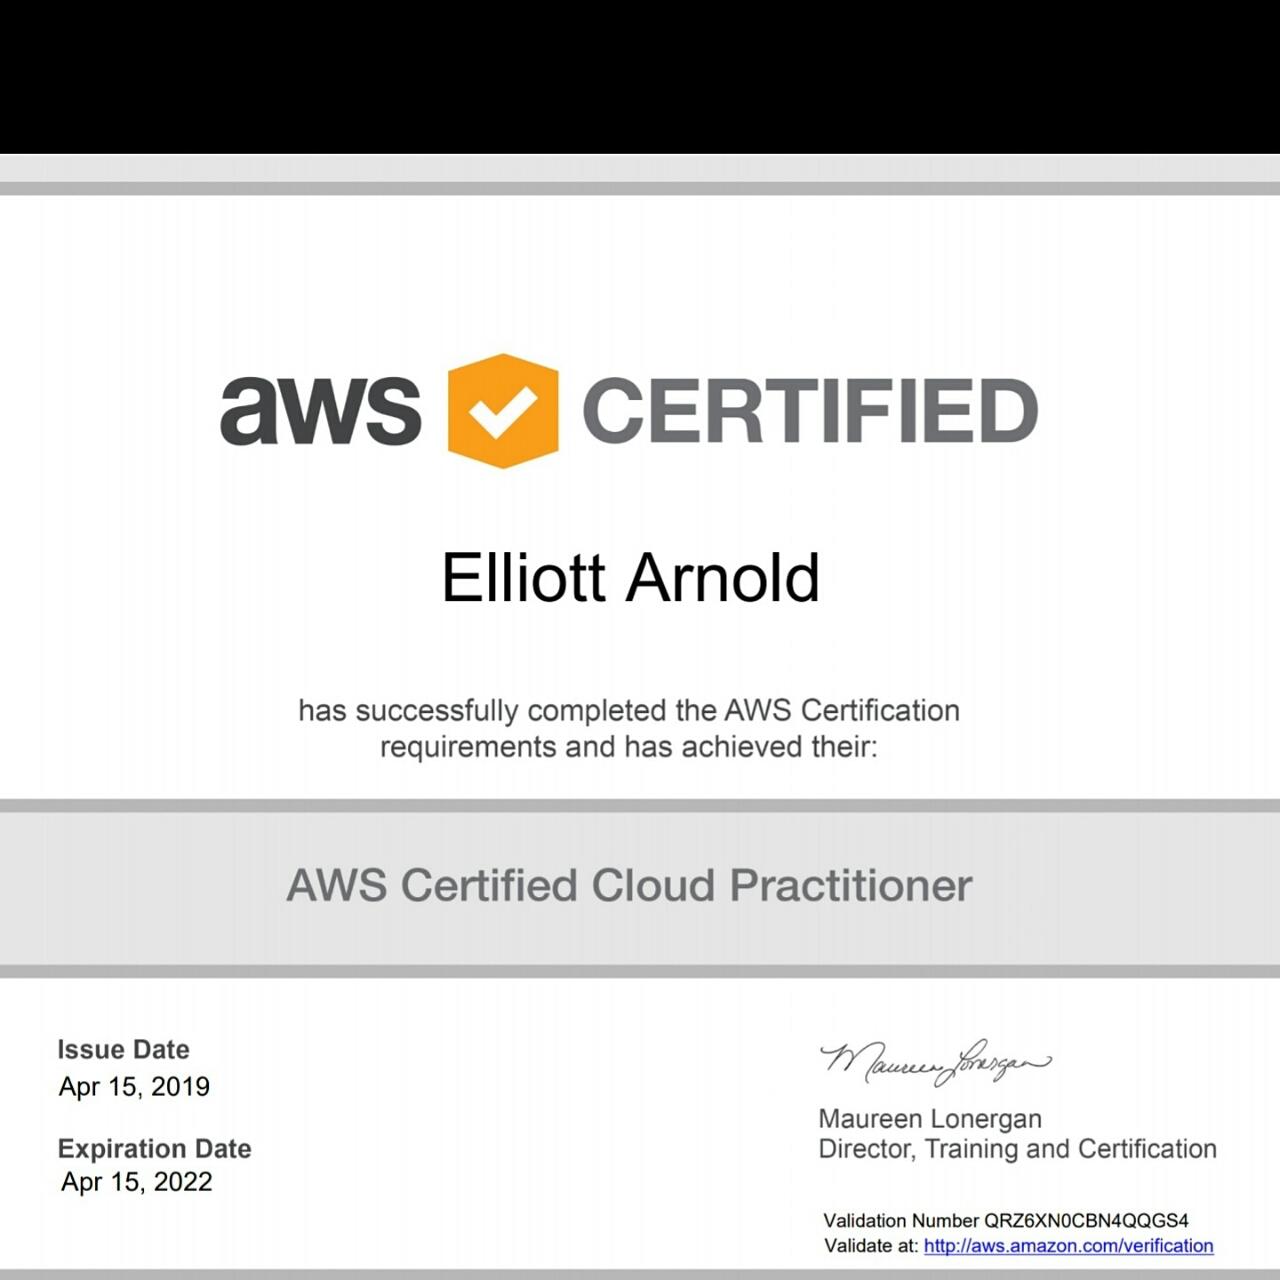 aws CERTIFIED
Elliott Arnold
has successfully completed the AWS Certification
requirements and has achieved their:
AWS Certified Cloud Practitioner
Issue Date
Apr 15, 2019
Expiration Date
Apr 15, 2022
Maureen Lonergan
Maureen Lonergan
Director, Training and Certification
Validation Number QRZ6XN0CBN4QQGS4
Validate at: http://aws.amazon.com/verification